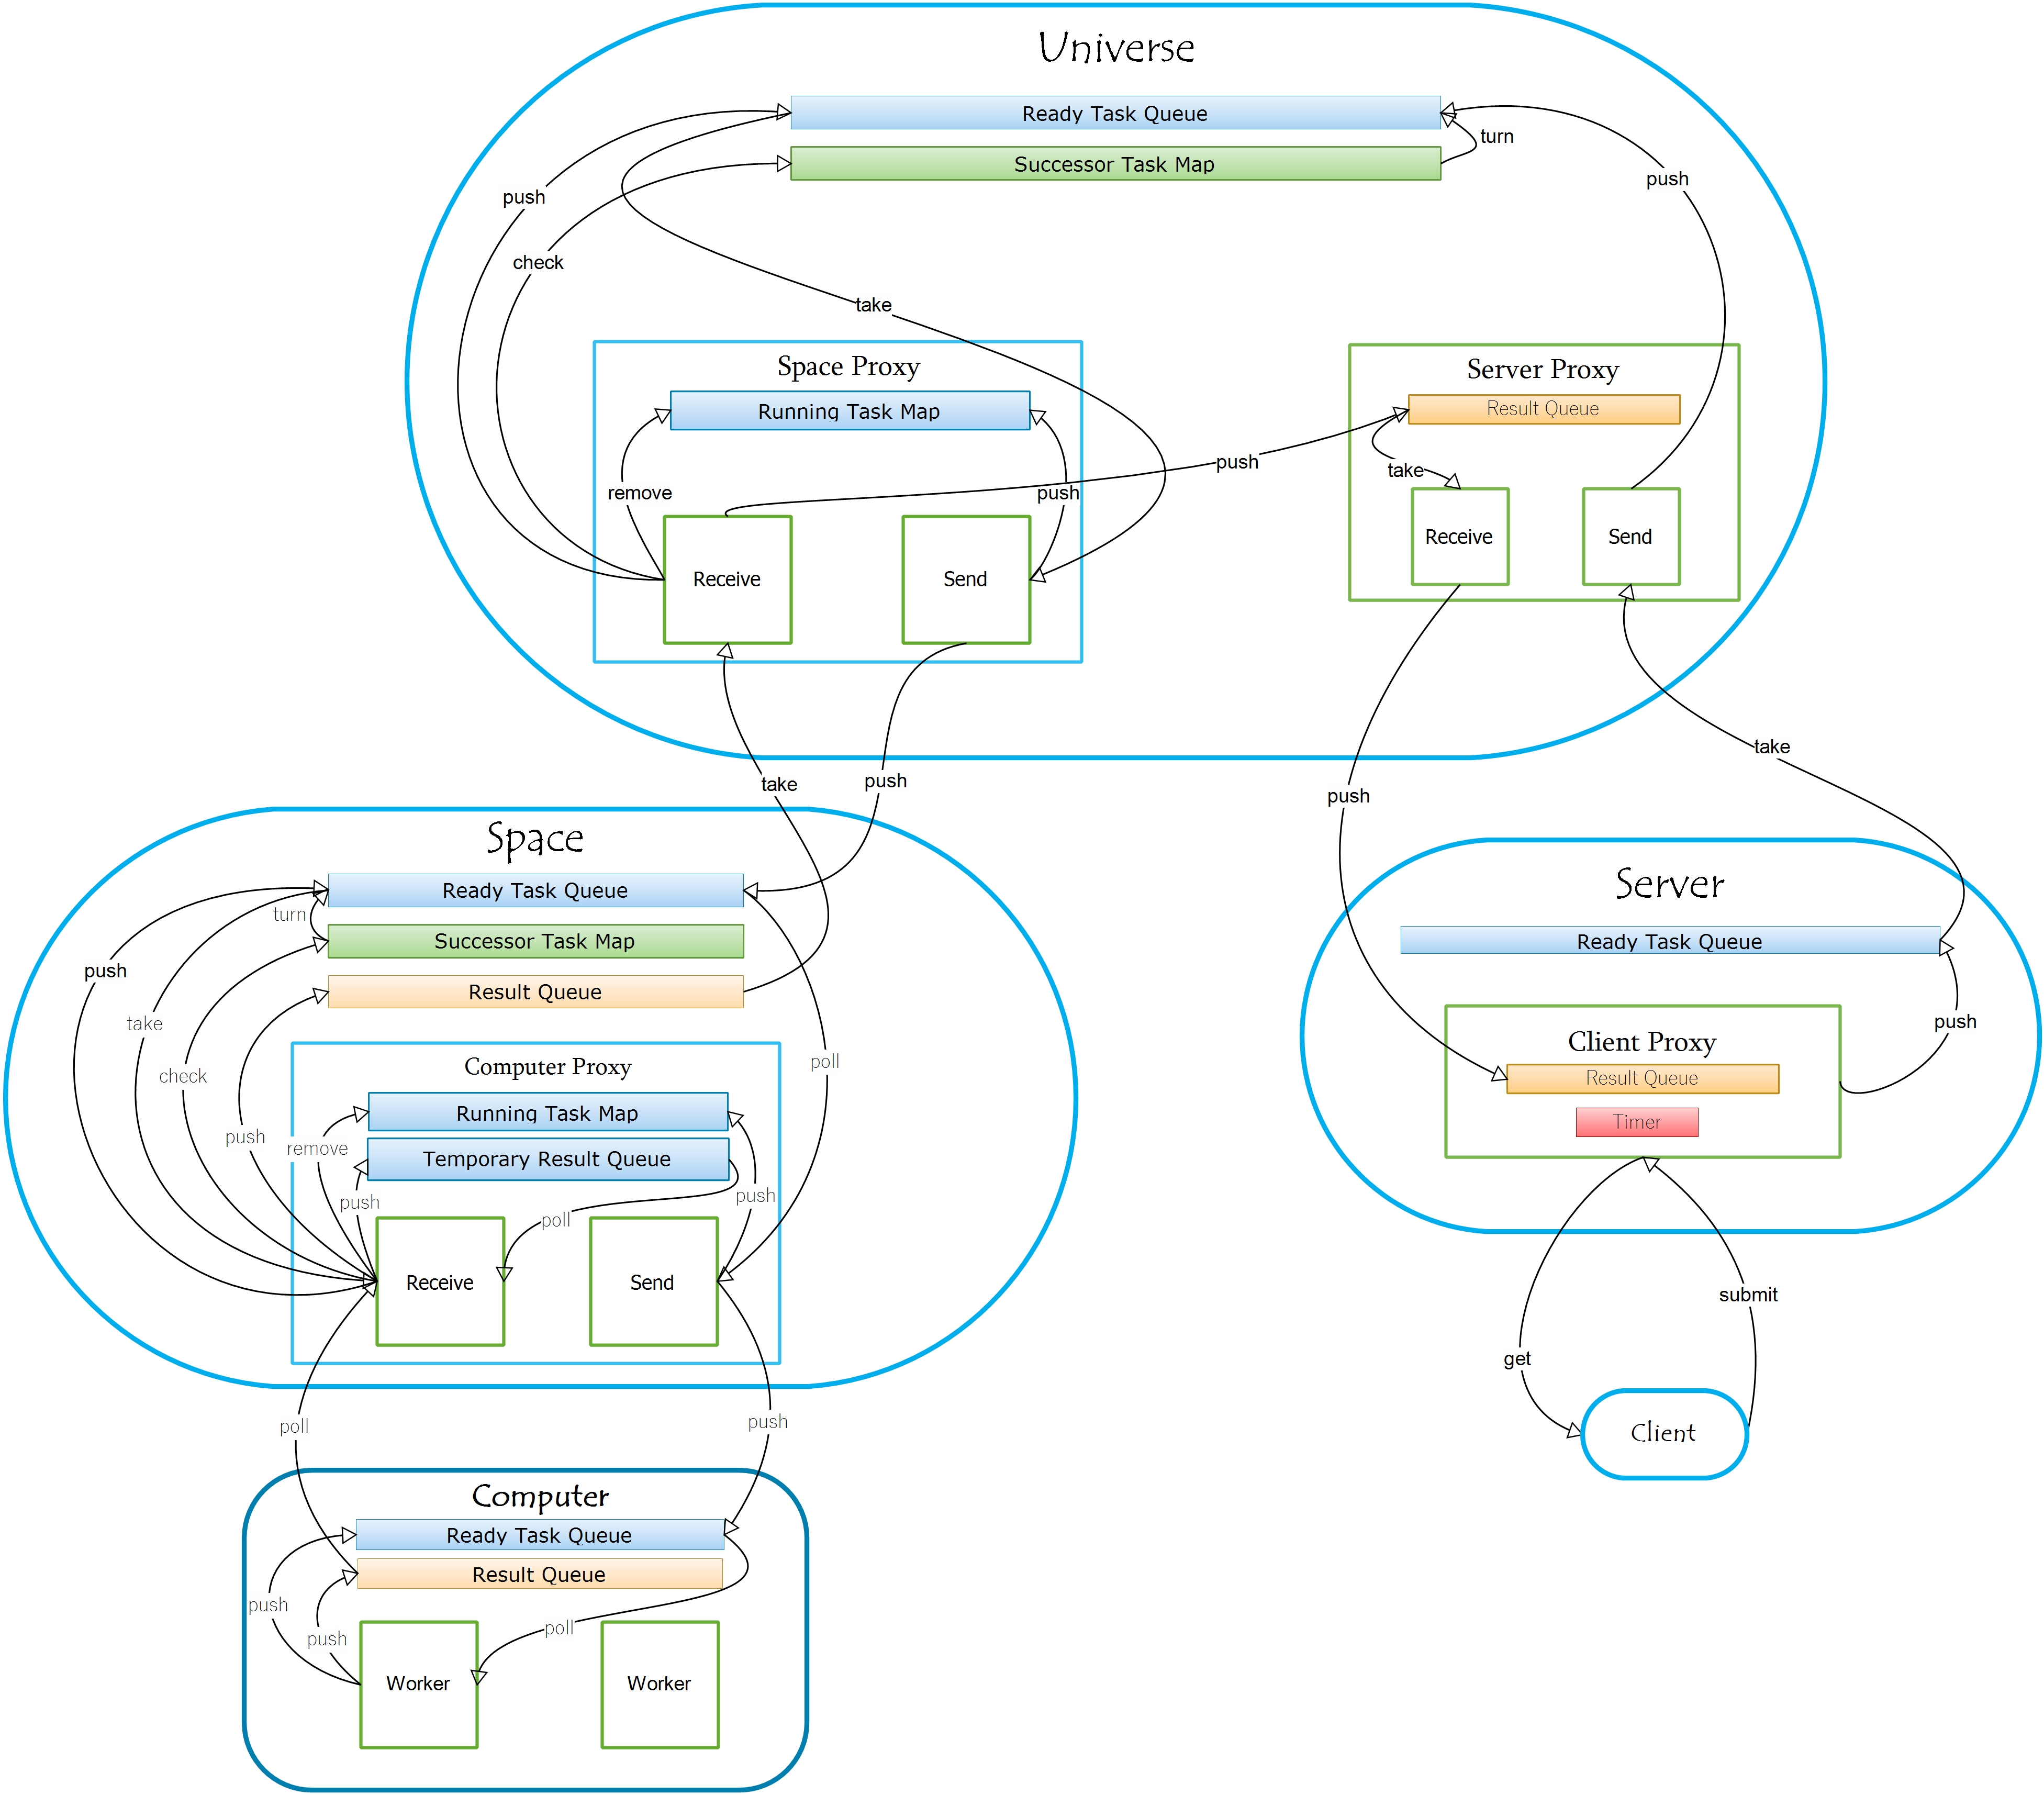 Universe
Ready Task Queue
turn
Successor Task Map
push
push
check
take
Space Proxy
Running Task Map
remove
push
Receive
Send
push
Server Proxy
Result Queue
take
Receive
Send
take
push
push
take
Space
Ready Task Queue
turn
Successor Task Map
push
Result Queue
take
check
poll
Computer Proxy
Running Task Map
push
remove
Temporary Result Queue
push
push
poll
Receive
Send
poll
push
Server
Ready Task Queue
push
Client Proxy
Result Queue
Timer
submit
get
Client
Computer
Ready Task Queue
Result Queue
push
push
poll
Worker
Worker